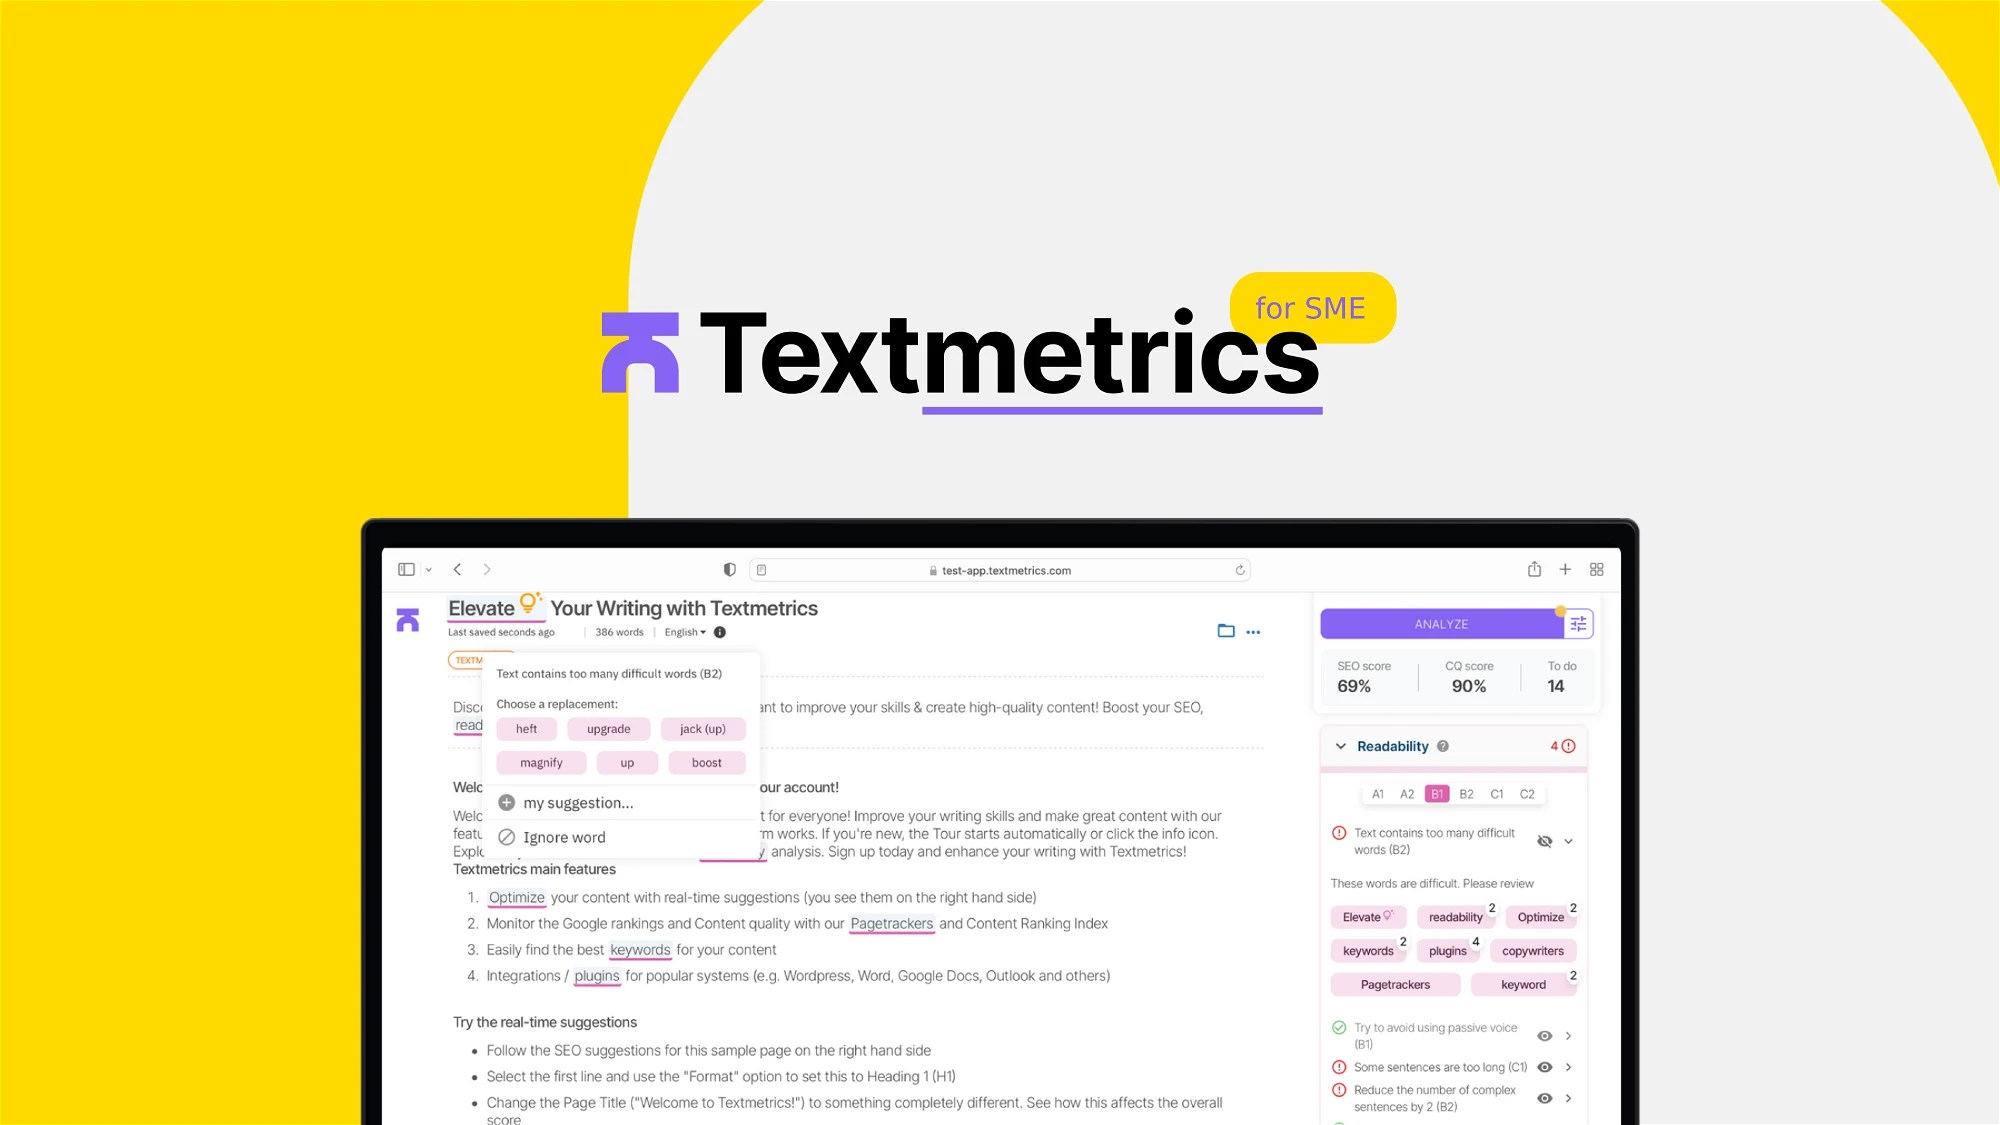 for SME
Textmetrics
test-app.textmetrics.com
Elevate Your Writing with Textmetrics
Last saved seconds ago | 386 words | English
TEXTM
Text contains too many difficult words (B2)
Choose a replacement:
heft upgrade jack (up)
magnify up boost
my suggestion...
Ignore word
ant to improve your skills & create high-quality content! Boost your SEO,
read
our account!
t for everyone! Improve your writing skills and make great content with our
rm works. If you're new, the Tour starts automatically or click the info icon.
analysis. Sign up today and enhance your writing with Textmetrics!
Textmetrics main features
1. Optimize your content with real-time suggestions (you see them on the right hand side)
2. Monitor the Google rankings and Content quality with our Pagetrackers and Content Ranking Index
3. Easily find the best keywords for your content
4. Integrations / plugins for popular systems (e.g. Wordpress, Word, Google Docs, Outlook and others)
Try the real-time suggestions
• Follow the SEO suggestions for this sample page on the right hand side
• Select the first line and use the "Format" option to set this to Heading 1 (H1)
• Change the Page Title ("Welcome to Textmetrics!") to something completely different. See how this affects the overall
score
ANALYZE
SEO score CQ score To do
69% 90% 14
Readability 4
A1 A2 B1 B2 C1 C2
Text contains too many difficult
words (B2)
These words are difficult. Please review
Elevate readability 2 Optimize 2
keywords 2 plugins 4 copywriters
Pagetrackers keyword 2
Try to avoid using passive voice
(B1)
Some sentences are too long (C1)
Reduce the number of complex
sentences by 2 (B2)